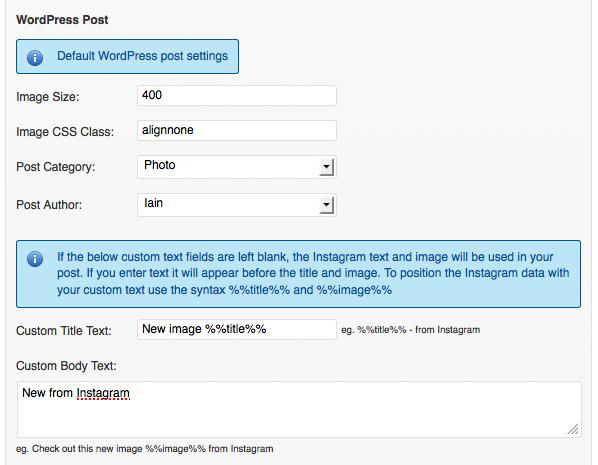 WordPress Post
Default WordPress post settings
Image Size: 400
Image CSS Class: alignnone
Post Category: Photo
Post Author: Iain
If the below custom text fields are left blank, the Instagram text and image will be used in your
post. If you enter text it will appear before the title and image. To position the Instagram data with
your custom text use the syntax %%title%% and %%image%%
Custom Title Text: New image %%title%% eg. %%title%% - from Instagram
Custom Body Text:
New from Instagram
eg. Check out this new image %%image%% from Instagram